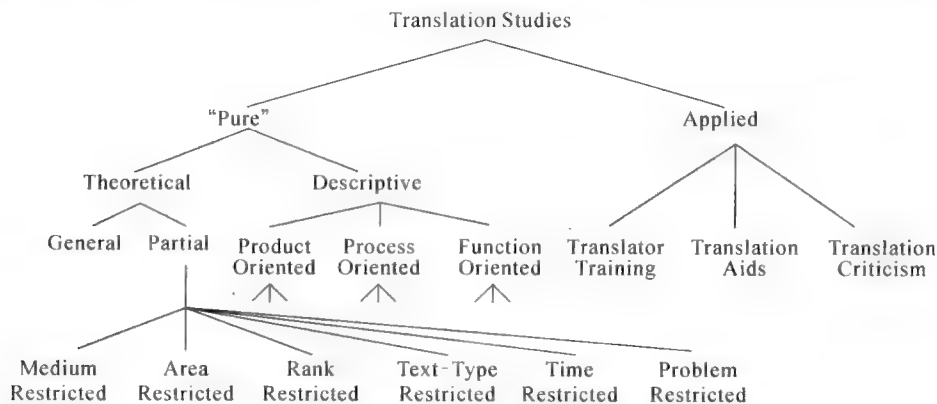 Translation Studies
“Pure” Applied
Theoretical Descriptive
General Partial Product Process Function Translator Translation Translation
Oriented Oriented Oriented Training Aids Criticism
Medium Area Rank Text-Type Time Problem
Restricted Restricted Restricted Restricted Restricted Restricted